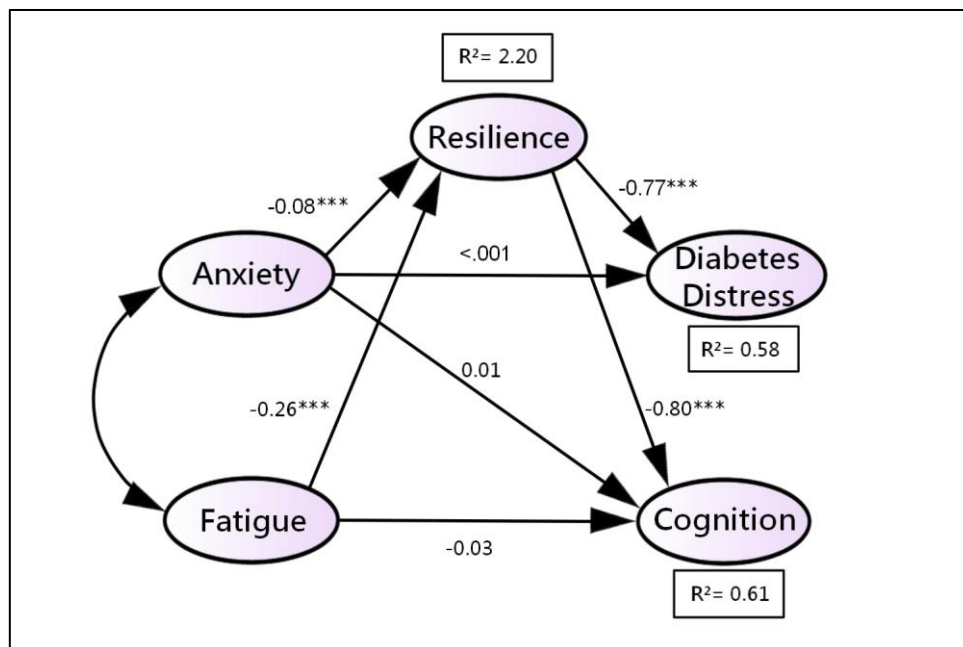 R²= 2.20
Resilience
-0.08***
-0.77***
<.001
Anxiety
Diabetes
Distress
R²= 0.58
0.01
-0.26***
-0.80***
Fatigue
Cognition
-0.03
R²= 0.61